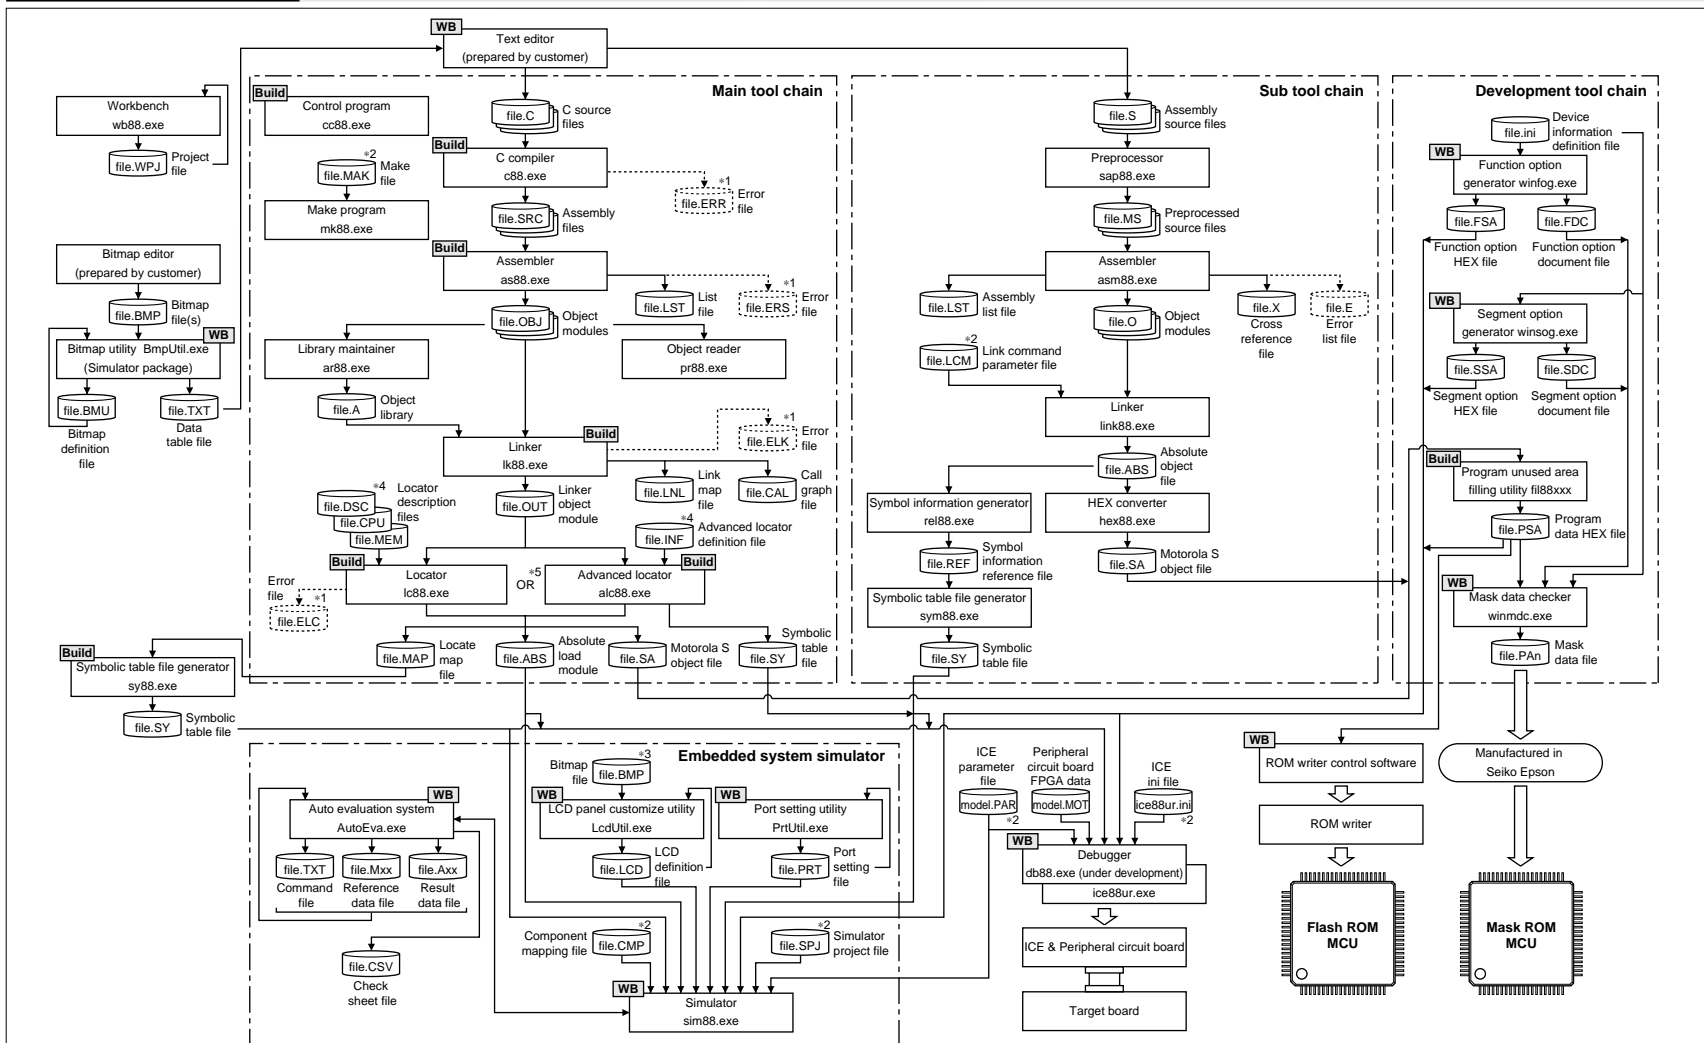 WB
Text editor
(prepared by customer)
Workbench
wb88.exe
file.WPJ
Project
file
Bitmap editor
(prepared by customer)
file.BMP
Bitmap
file(s)
WB
Bitmap utility BmpUtil.exe
(Simulator package)
file.BMU
Bitmap
definition
file
file.TXT
Data
table file
Build
Symbolic table file generator
sy88.exe
file.SY
Symbolic
table file
Main tool chain
Build
Control program
cc88.exe
∗2
file.MAK
Make
file
Make program
mk88.exe
file.C
C source
files
Build
C compiler
c88.exe
∗1
file.ERR
Error
file
file.SRC
Assembly
files
Build
Assembler
as88.exe
file.LST
List
file
∗1
file.ERS
Error
file
file.OBJ
Object
modules
Library maintainer
ar88.exe
Object reader
pr88.exe
file.A
Object
library
Build
Linker
lk88.exe
∗1
file.ELK
Error
file
file.OUT
Linker
object
module
file.LNL
Link
map
file
file.CAL
Call
graph
file
∗4
file.DSC
file.CPU
file.MEM
Locator
description
files
∗4
file.INF
Advanced locator
definition file
Build
Locator
lc88.exe
∗5
OR
Build
Advanced locator
alc88.exe
Error
file
∗1
file.ELC
file.MAP
Locate
map
file
file.ABS
Absolute
load
module
file.SA
Motorola S
object file
file.SY
Symbolic
table
file
Sub tool chain
file.S
Assembly
source files
Preprocessor
sap88.exe
file.MS
Preprocessed
source files
Assembler
asm88.exe
file.LST
Assembly
list file
file.O
Object
modules
file.X
Cross
reference
file
file.E
Error
list file
∗2
file.LCM
Link command
parameter file
Linker
link88.exe
file.ABS
Absolute
object
file
Symbol information generator
rel88.exe
HEX converter
hex88.exe
file.REF
Symbol
information
reference file
file.SA
Motorola S
object file
Symbolic table file generator
sym88.exe
file.SY
Symbolic
table file
Development tool chain
file.ini
Device
information
definition file
WB
Function option
generator winfog.exe
file.FSA
Function option
HEX file
file.FDC
Function option
document file
WB
Segment option
generator winsog.exe
file.SSA
Segment option
HEX file
file.SDC
Segment option
document file
Build
Program unused area
filling utility fil88xxx
file.PSA
Program
data HEX file
WB
Mask data checker
winmdc.exe
file.PAn
Mask
data file
Embedded system simulator
WB
Auto evaluation system
AutoEva.exe
file.TXT
Command
file
file.Mxx
Reference
data file
file.Axx
Result
data file
file.CSV
Check
sheet file
Bitmap
file
∗3
file.BMP
WB
LCD panel customize utility
LcdUtil.exe
file.LCD
LCD
definition
file
WB
Port setting utility
PrtUtil.exe
file.PRT
Port
setting
file
Component
mapping file
∗2
file.CMP
∗2
file.SPJ
Simulator
project file
WB
Simulator
sim88.exe
ICE
parameter
file
model.PAR
∗2
Peripheral
circuit board
FPGA data
model.MOT
ICE
ini file
ice88ur.ini
∗2
WB
Debugger
db88.exe (under development)
ice88ur.exe
ICE & Peripheral circuit board
Target board
WB
ROM writer control software
ROM writer
Flash ROM
MCU
Manufactured in
Seiko Epson
Mask ROM
MCU